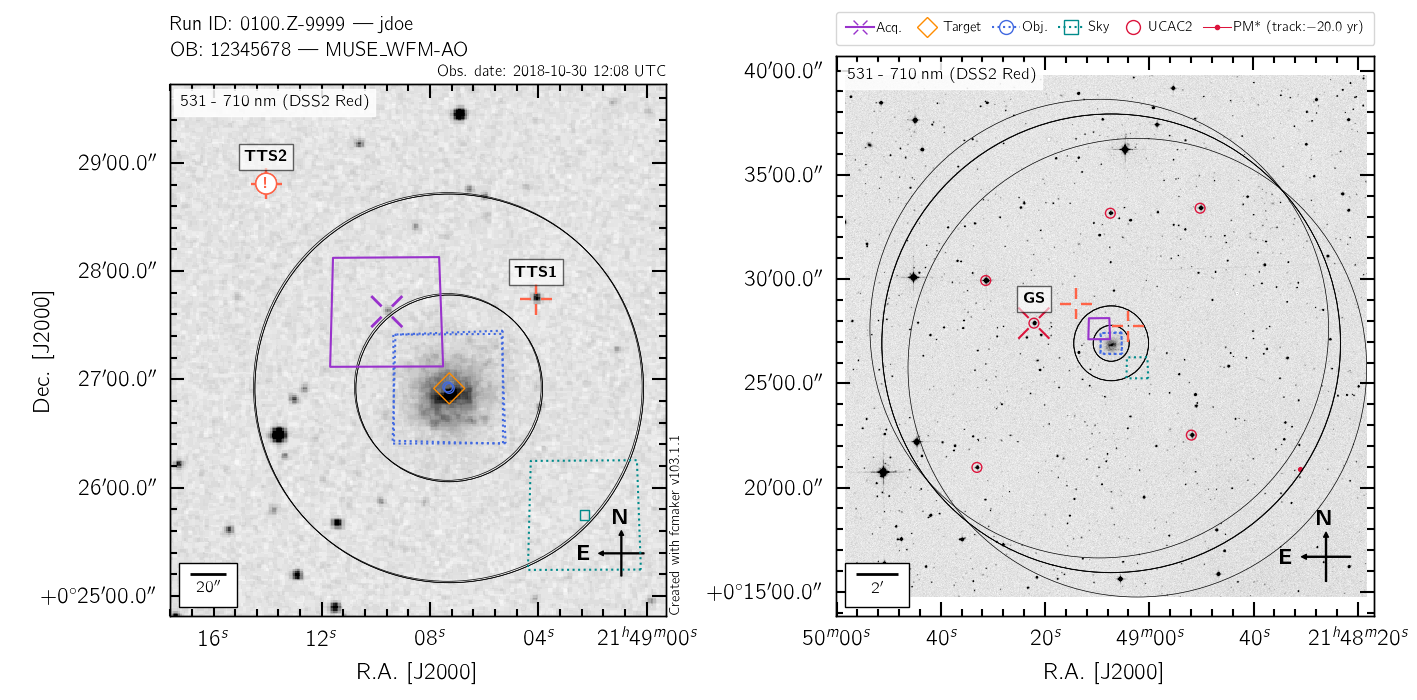 Run ID: 0100.Z-9999 — jdoe
OB: 12345678 — MUSE_WFM-AO
Obs. date: 2018-10-30 12:08 UTC
531 - 710 nm (DSS2 Red)
TTS2
!
TTS1
29′00.0″
28′00.0″
27′00.0″
26′00.0″
+0°25′00.0″
Dec. [J2000]
N
E
20″
Created with fcmaker v1.03.1.1
16ˢ 12ˢ 08ˢ 04ˢ 21ʰ49ᵐ00ˢ
R.A. [J2000]
Acq. Target Obj. Sky UCAC2 PM* (track:−20.0 yr)
531 - 710 nm (DSS2 Red)
40′00.0″
35′00.0″
30′00.0″
25′00.0″
20′00.0″
+0°15′00.0″
GS
N
E
2′
50ᵐ00ˢ 40ˢ 20ˢ 49ᵐ00ˢ 40ˢ 21ʰ48ᵐ20ˢ
R.A. [J2000]